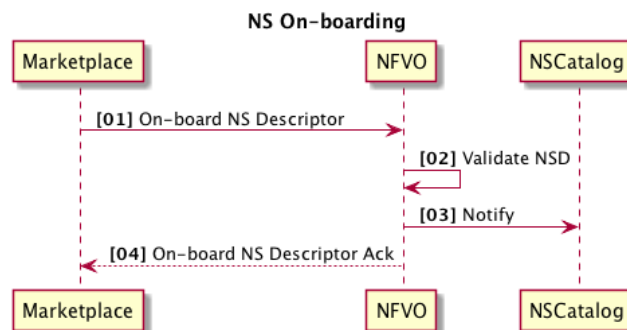 NS On-boarding
Marketplace NFVO NSCatalog
[01] On-board NS Descriptor
[02] Validate NSD
[03] Notify
[04] On-board NS Descriptor Ack
Marketplace NFVO NSCatalog